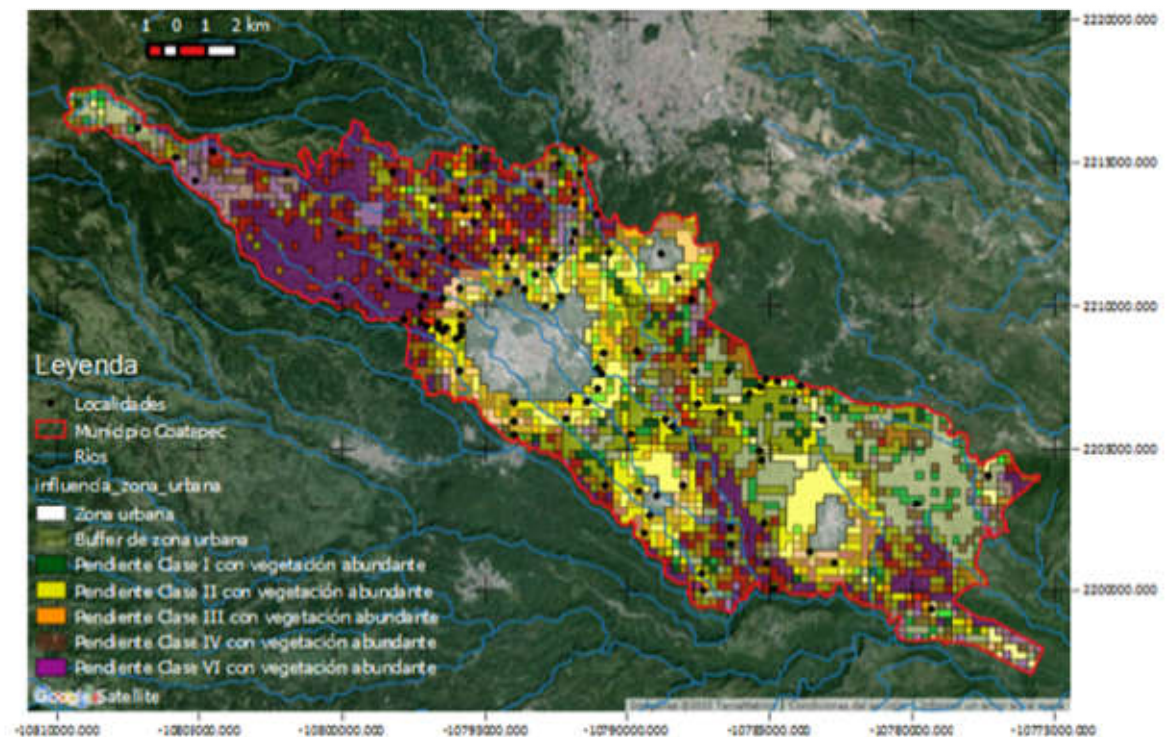 1 0 1 2 km
2220000.000
2215000.000
2210000.000
2205000.000
2200000.000
Leyenda
Localidades
Municipio Coatepec
Rios
influencia_zona_urbana
Zona urbana
Buffer de zona urbana
Pendiente Clase I con vegetación abundante
Pendiente Clase II con vegetación abundante
Pendiente Clase III con vegetación abundante
Pendiente Clase IV con vegetación abundante
Pendiente Clase VI con vegetación abundante
Google Satellite
-10810000.000 -10805000.000 -10800000.000 -10795000.000 -10790000.000 -10785000.000 -10780000.000 -10775000.000